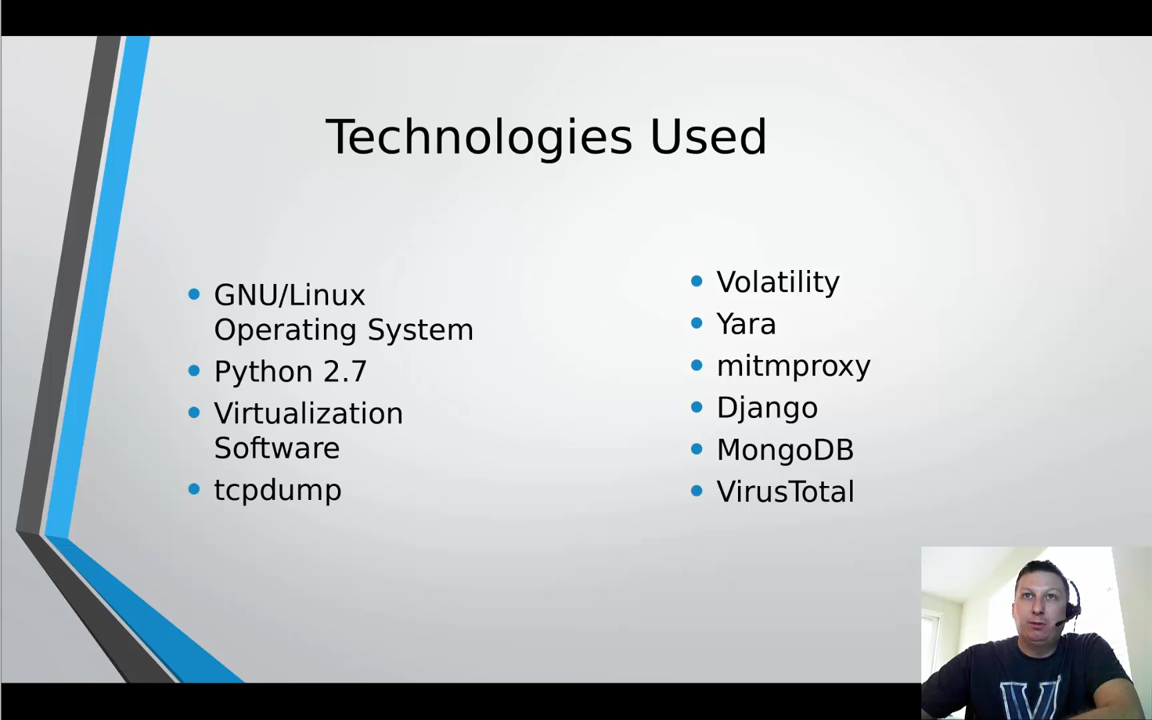 Technologies Used
GNU/Linux
Operating System
Python 2.7
Virtualization
Software
tcpdump
Volatility
Yara
mitmproxy
Django
MongoDB
VirusTotal
V